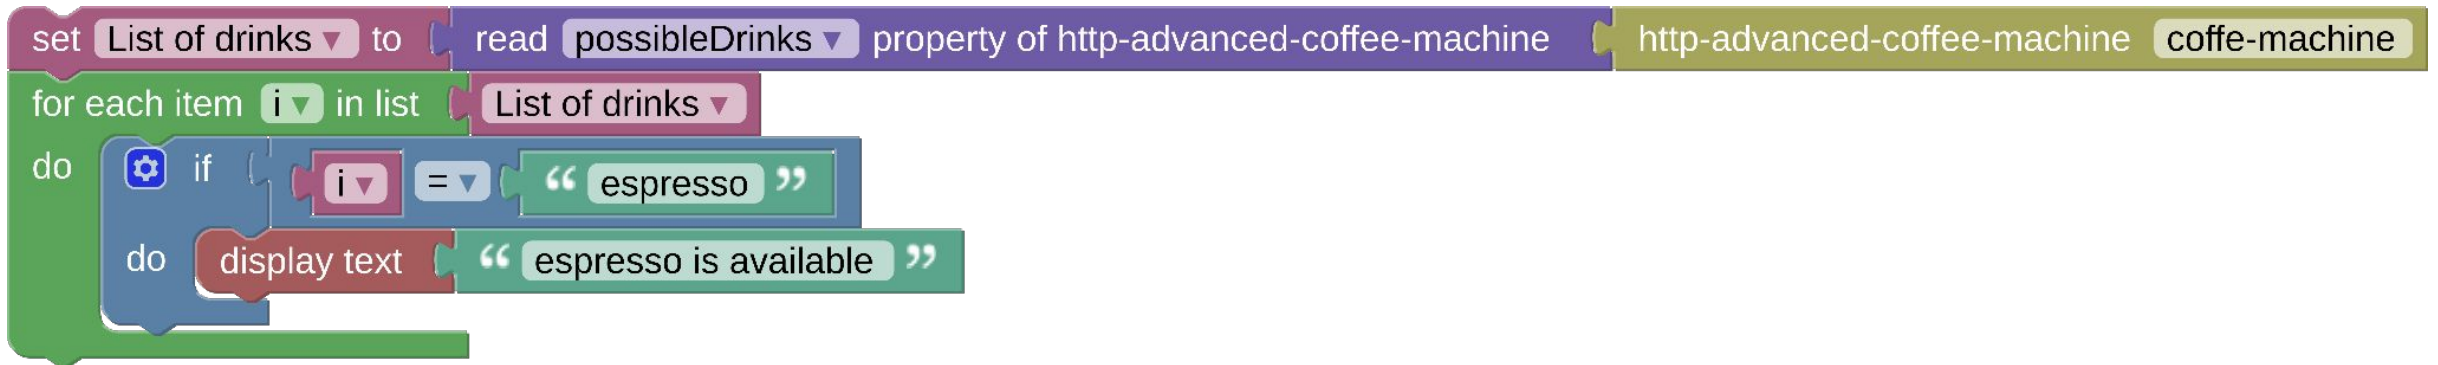 set List of drinks ▾ to read possibleDrinks ▾ property of http-advanced-coffee-machine http-advanced-coffee-machine coffe-machine
for each item i ▾ in list List of drinks ▾
do if i ▾ = ▾ “ espresso ”
do display text “ espresso is available ”